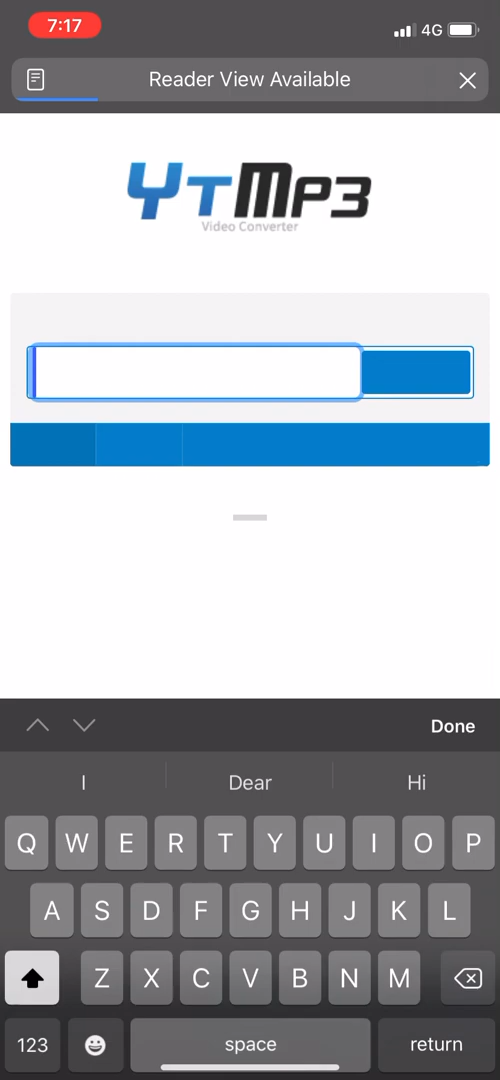 7:17
4G
Reader View Available
YTMP3
Video Converter
Done
I Dear Hi
Q W E R T Y U I O P
A S D F G H J K L
Z X C V B N M
123 space return